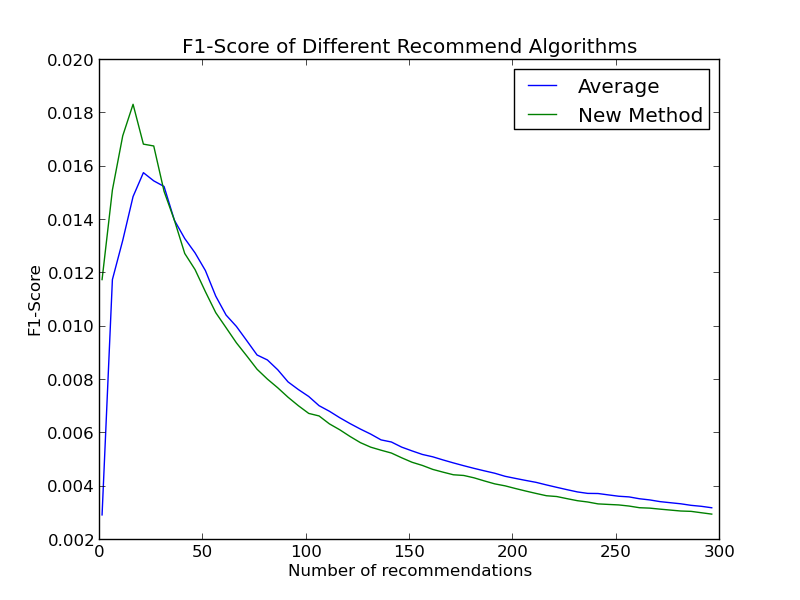 F1-Score of Different Recommend Algorithms
0.020
0.018
0.016
0.014
0.012
0.010
0.008
0.006
0.004
0.002
F1-Score
Average
New Method
0 50 100 150 200 250 300
Number of recommendations